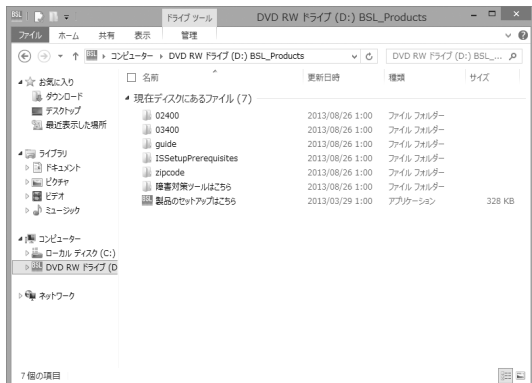 BSL
ドライブ ツール
DVD RW ドライブ (D:) BSL_Products
ファイル
ホーム
共有
表示
管理
BSL
コンピューター
DVD RW ドライブ (D:) BSL_Products
DVD RW ドライブ (D:) BSL_...
お気に入り
ダウンロード
デスクトップ
最近表示した場所
ライブラリ
ドキュメント
ピクチャ
ビデオ
ミュージック
コンピューター
ローカル ディスク (C:)
BSL
DVD RW ドライブ (D
ネットワーク
名前
更新日時
種類
サイズ
現在ディスクにあるファイル (7)
02400 2013/08/26 1:00 ファイル フォルダー
03400 2013/08/26 1:00 ファイル フォルダー
guide 2013/08/26 1:00 ファイル フォルダー
ISSetupPrerequisites 2013/08/26 1:00 ファイル フォルダー
zipcode 2013/08/26 1:00 ファイル フォルダー
障害対策ツールはこちら 2013/08/26 1:00 ファイル フォルダー
BSL 製品のセットアップはこちら 2013/03/29 1:00 アプリケーション 328 KB
7 個の項目